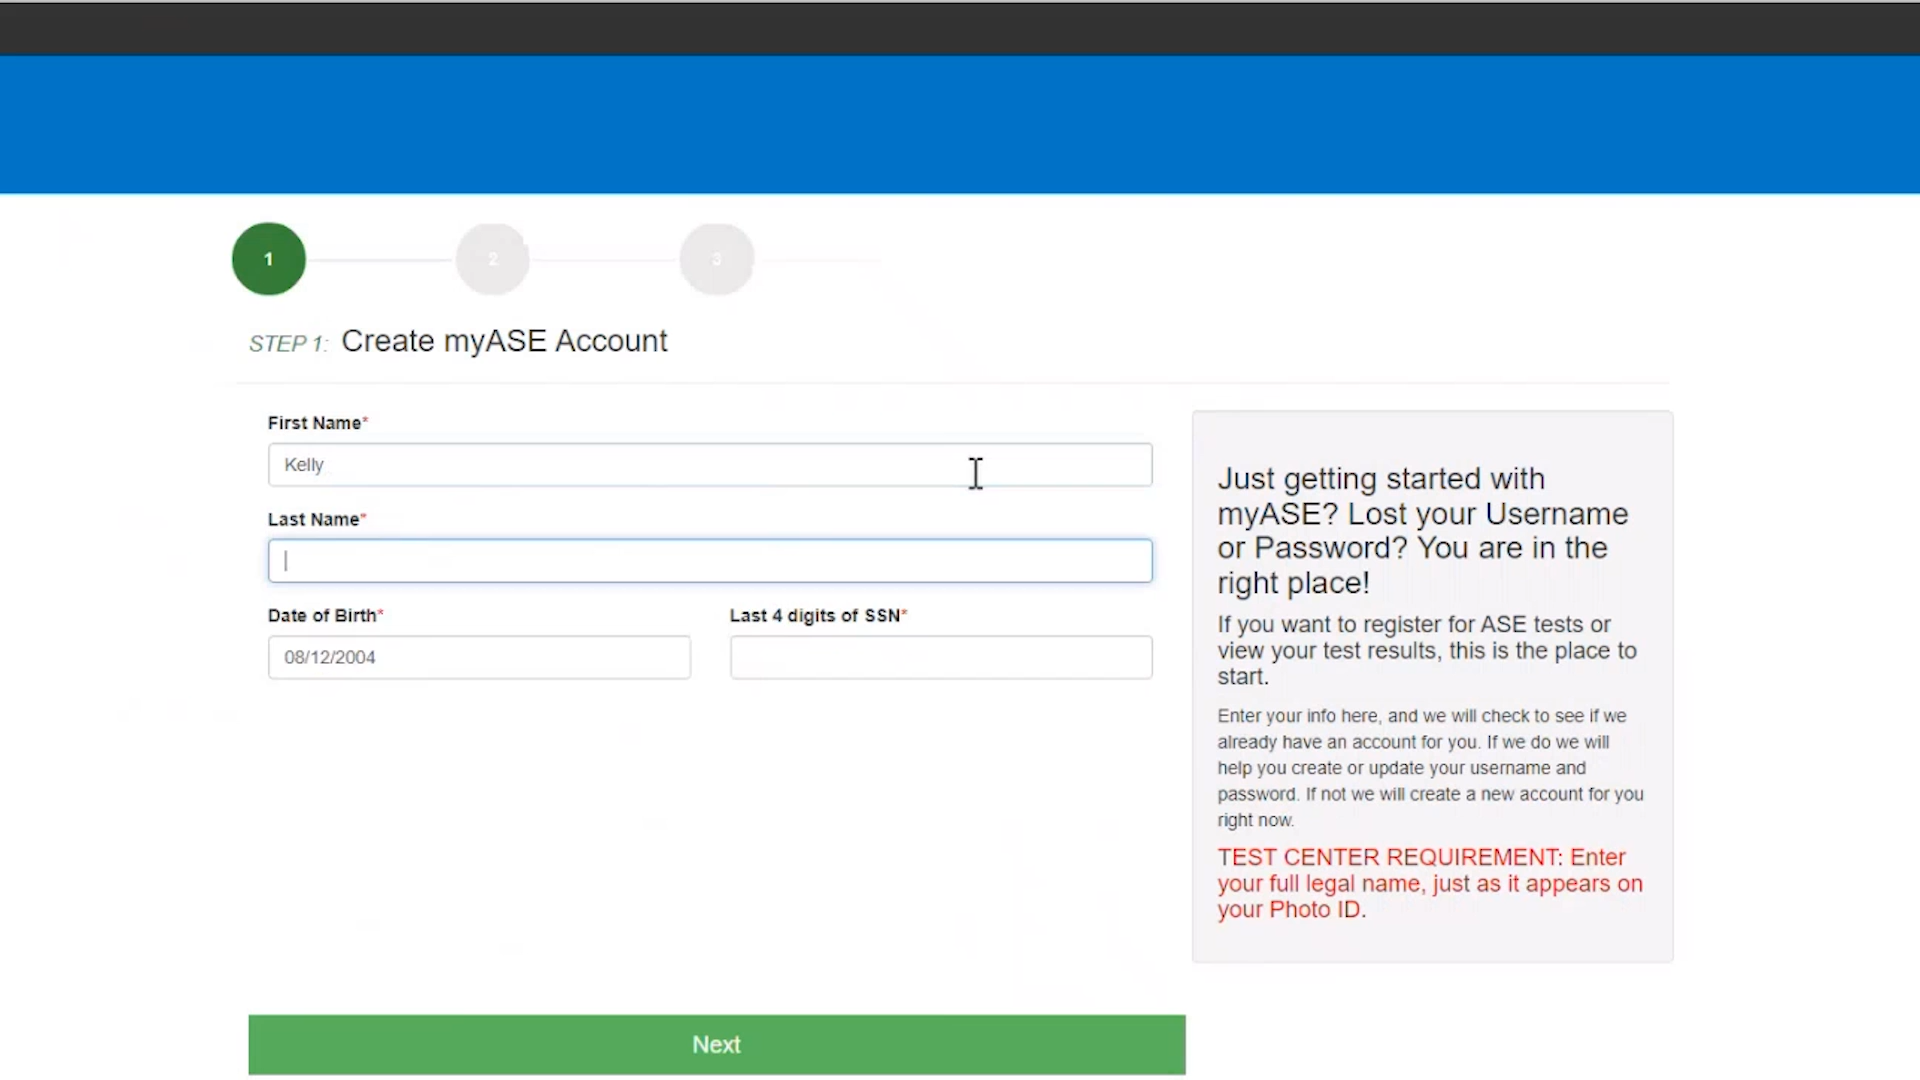 1
2
3
STEP 1: Create myASE Account
First Name*
Kelly
Last Name*
Date of Birth*
Last 4 digits of SSN*
08/12/2004
Just getting started with
myASE? Lost your Username
or Password? You are in the
right place!
If you want to register for ASE tests or
view your test results, this is the place to
start.
Enter your info here, and we will check to see if we
already have an account for you. If we do we will
help you create or update your username and
password. If not we will create a new account for you
right now.
TEST CENTER REQUIREMENT: Enter
your full legal name, just as it appears on
your Photo ID.
Next